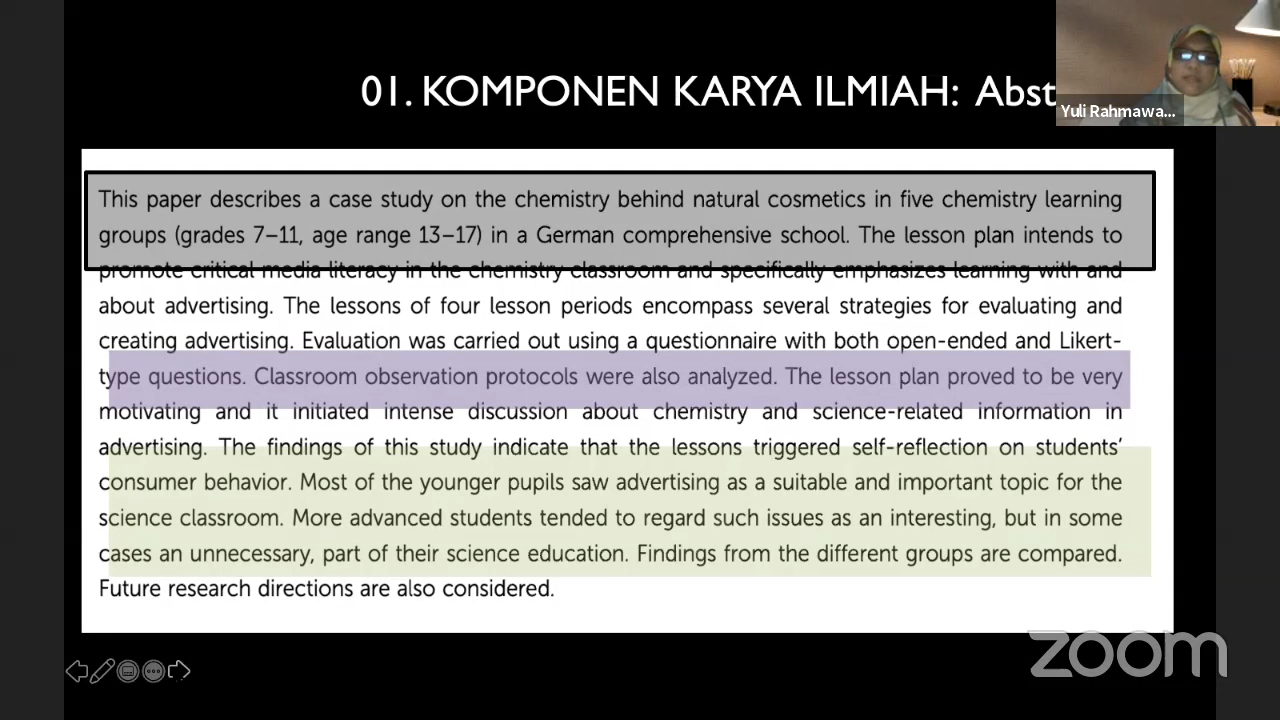 01. KOMPONEN KARYA ILMIAH: Abst
Yuli Rahmawa...
This paper describes a case study on the chemistry behind natural cosmetics in five chemistry learning
groups (grades 7–11, age range 13–17) in a German comprehensive school. The lesson plan intends to
promote critical media literacy in the chemistry classroom and specifically emphasizes learning with and
about advertising. The lessons of four lesson periods encompass several strategies for evaluating and
creating advertising. Evaluation was carried out using a questionnaire with both open-ended and Likert-
type questions. Classroom observation protocols were also analyzed. The lesson plan proved to be very
motivating and it initiated intense discussion about chemistry and science-related information in
advertising. The findings of this study indicate that the lessons triggered self-reflection on students’
consumer behavior. Most of the younger pupils saw advertising as a suitable and important topic for the
science classroom. More advanced students tended to regard such issues as an interesting, but in some
cases an unnecessary, part of their science education. Findings from the different groups are compared.
Future research directions are also considered.
zoom